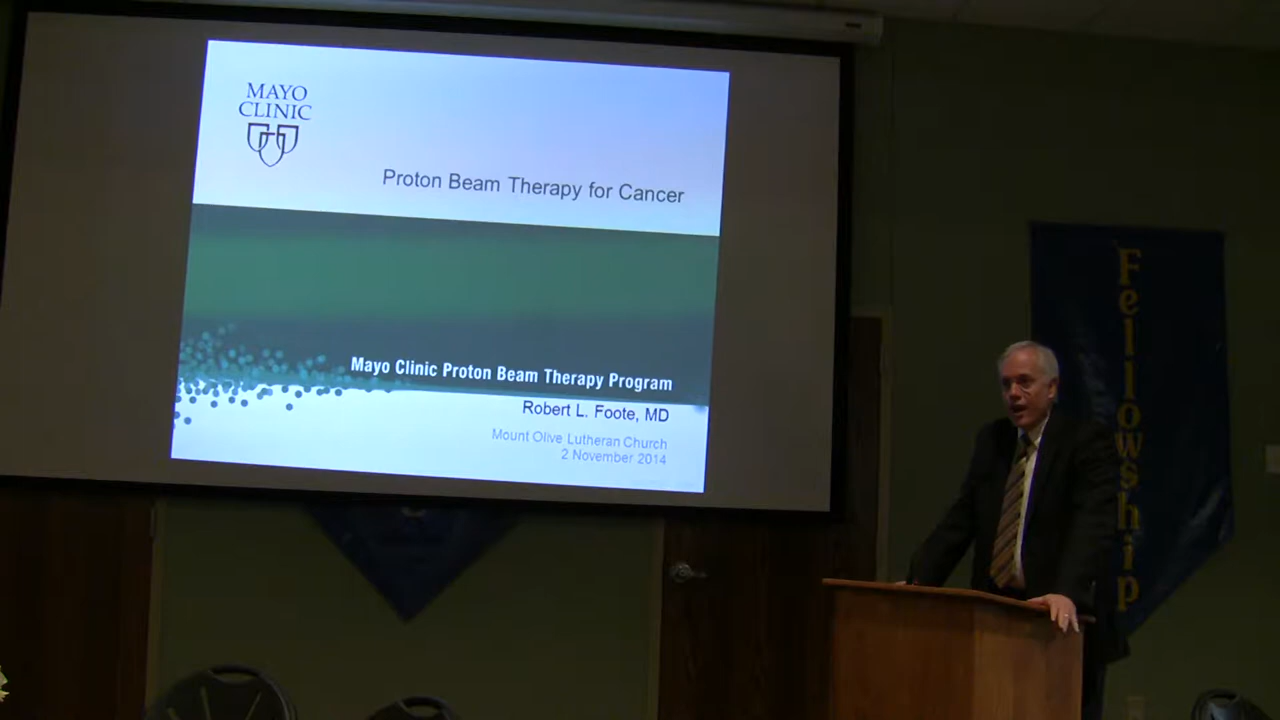 MAYO
CLINIC
Proton Beam Therapy for Cancer
Mayo Clinic Proton Beam Therapy Program
Robert L. Foote, MD
Mount Olive Lutheran Church
2 November 2014
Fellowship